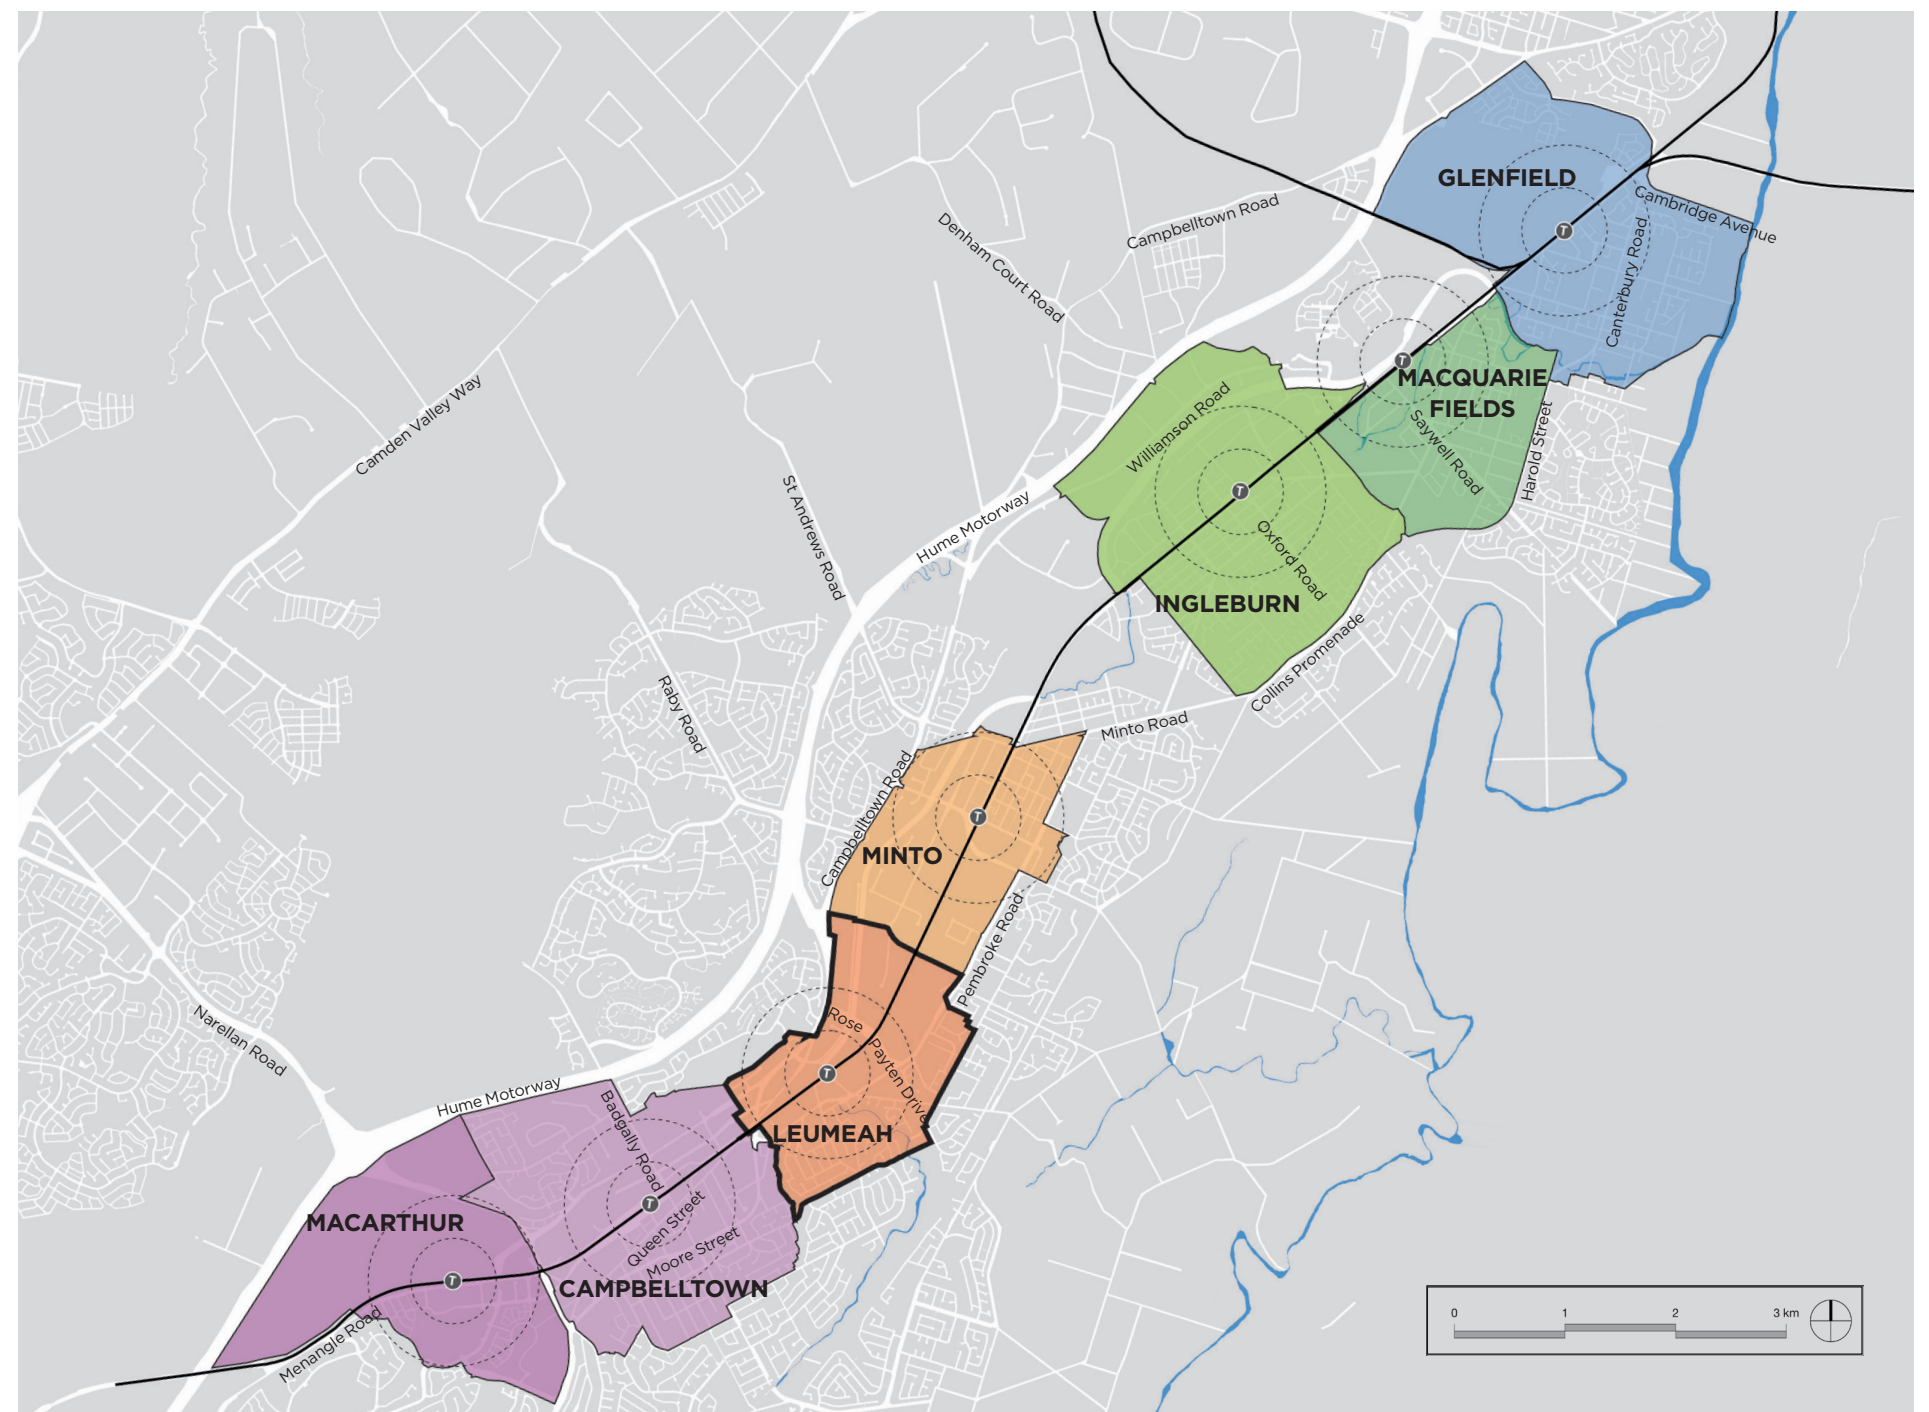 GLENFIELD
Cambridge Avenue
Canterbury Road
Campbelltown Road
Denham Court Road
MACQUARIE
FIELDS
Saywell Road
Harold Street
Williamson Road
Camden Valley Way
St Andrews Road
Hume Motorway
Oxford Road
INGLEBURN
Collins Promenade
Raby Road
Minto Road
Campbelltown Road
MINTO
Pembroke Road
Narellan Road
Rose
Payten Drive
LEUMEAH
Hume Motorway
Badgally Road
Queen Street
Moore Street
MACARTHUR
CAMPBELLTOWN
Menangle Road
T
T
T
T
T
T
T
0 1 2 3 km